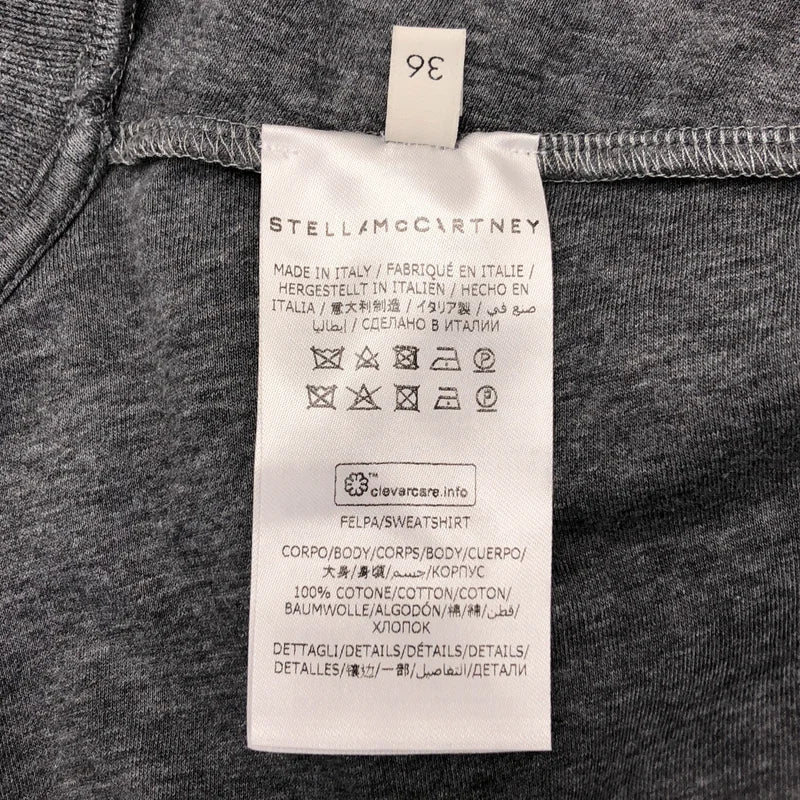 36
STELLAMcCARTNEY
MADE IN ITALY / FABRIQUÉ EN ITALIE /
HERGESTELLT IN ITALIEN / HECHO EN
ITALIA / 意大利制造 / イタリア製 / صنع في
إيطاليا / СДЕЛАНО В ИТАЛИИ
P
P
™
clevercare.info
FELPA/SWEATSHIRT
CORPO/BODY/CORPS/BODY/CUERPO/
大身/身頃/جسم/КОРПУС
100% COTONE/COTTON/COTON/
BAUMWOLLE/ALGODÓN/棉/綿/قطن/
ХЛОПОК
DETTAGLI/DETAILS/DÉTAILS/DETAILS/
DETALLES/镶边/一部/التفاصيل/ДЕТАЛИ